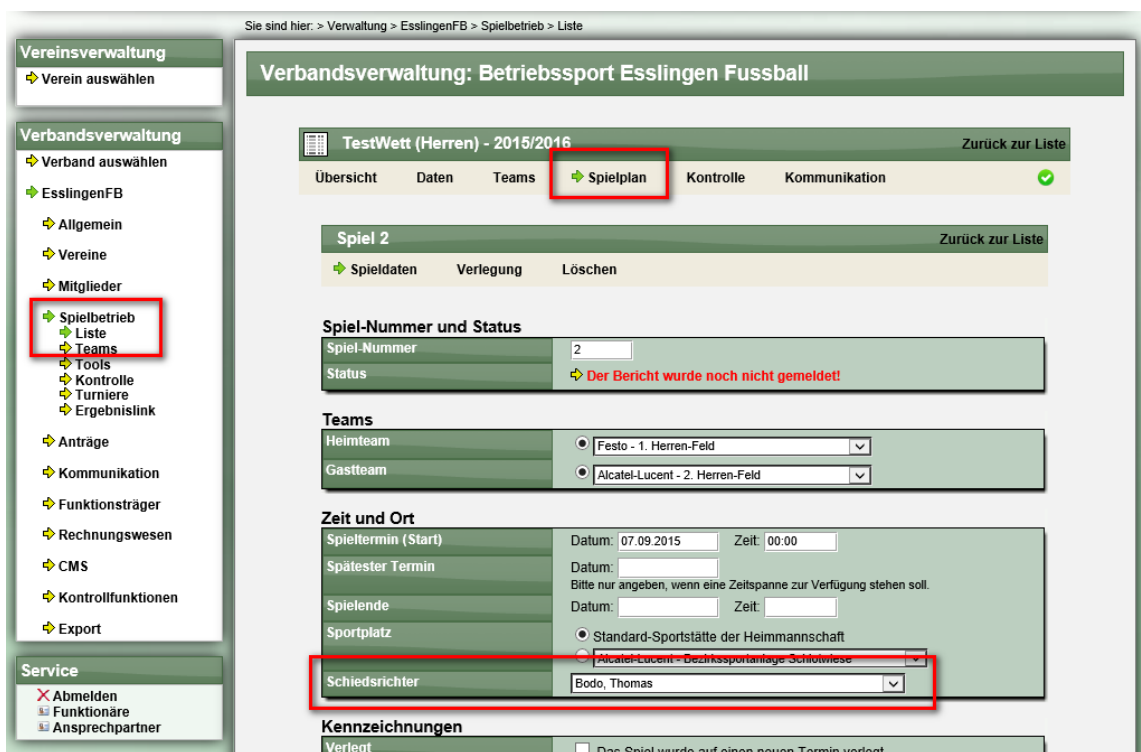 Sie sind hier: > Verwaltung > EsslingenFB > Spielbetrieb > Liste
Vereinsverwaltung
Verein auswählen
Verbandsverwaltung
Verband auswählen
EsslingenFB
Allgemein
Vereine
Mitglieder
Spielbetrieb
Liste
Teams
Tools
Kontrolle
Turniere
Ergebnislink
Anträge
Kommunikation
Funktionsträger
Rechnungswesen
CMS
Kontrollfunktionen
Export
Service
Abmelden
Funktionäre
Ansprechpartner
Verbandsverwaltung: Betriebssport Esslingen Fussball
TestWett (Herren) - 2015/2016 Zurück zur Liste
Übersicht Daten Teams Spielplan Kontrolle Kommunikation
Spiel 2 Zurück zur Liste
Spieldaten Verlegung Löschen
Spiel-Nummer und Status
Spiel-Nummer 2
Status Der Bericht wurde noch nicht gemeldet!
Teams
Heimteam Festo - 1. Herren-Feld
Gastteam Alcatel-Lucent - 2. Herren-Feld
Zeit und Ort
Spieltermin (Start) Datum: 07.09.2015 Zeit: 00:00
Spätester Termin Datum:
Bitte nur angeben, wenn eine Zeitspanne zur Verfügung stehen soll.
Spielende Datum: Zeit:
Sportplatz Standard-Sportstätte der Heimmannschaft
Alcatel-Lucent - Bezirkssportanlage Schlotwiese
Schiedsrichter Bodo, Thomas
Kennzeichnungen
Verlegt Das Spiel wurde auf einen neuen Termin verlegt